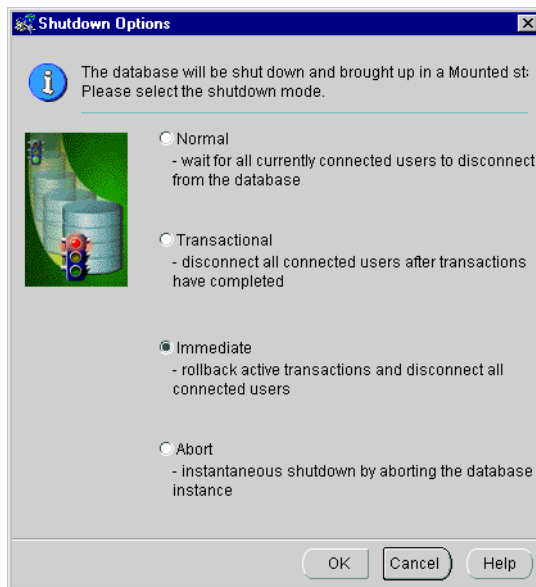 Shutdown Options
The database will be shut down and brought up in a Mounted st
Please select the shutdown mode.
Normal
- wait for all currently connected users to disconnect
from the database
Transactional
- disconnect all connected users after transactions
have completed
Immediate
- rollback active transactions and disconnect all
connected users
Abort
- instantaneous shutdown by aborting the database
instance
OK
Cancel
Help